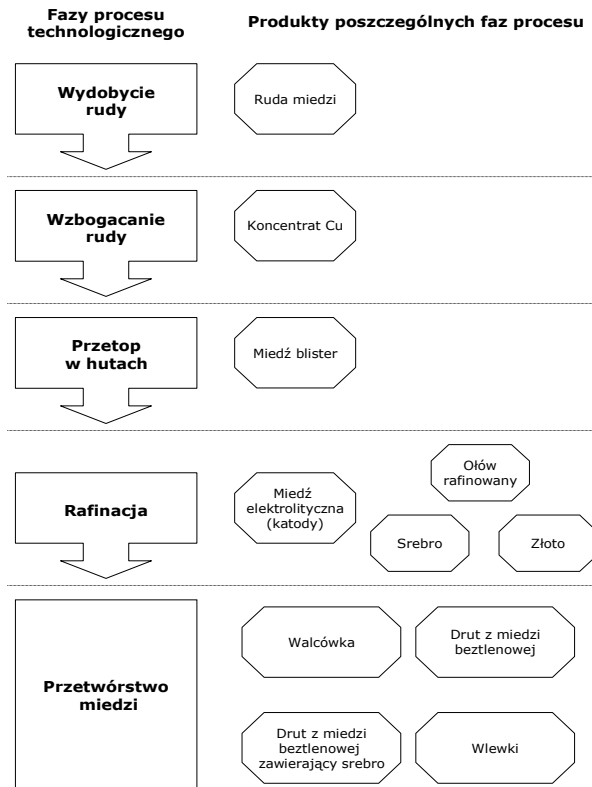 Fazy procesu
technologicznego
Produkty poszczególnych faz procesu
Wydobycie
rudy
Ruda miedzi
Wzbogacanie
rudy
Koncentrat Cu
Przetop
w hutach
Miedź blister
Rafinacja
Miedź
elektrolityczna
(katody)
Ołów
rafinowany
Srebro
Złoto
Przetwórstwo
miedzi
Walcówka
Drut z miedzi
beztlenowej
Drut z miedzi
beztlenowej
zawierający srebro
Wlewki